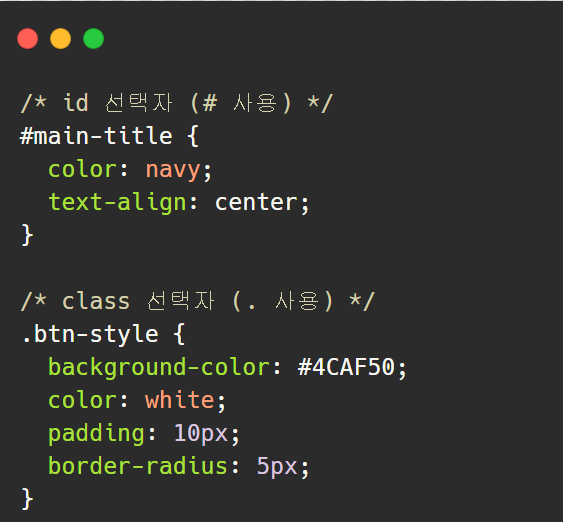 /* id 선택자 (# 사용) */
#main-title {
  color: navy;
  text-align: center;
}

/* class 선택자 (. 사용) */
.btn-style {
  background-color: #4CAF50;
  color: white;
  padding: 10px;
  border-radius: 5px;
}